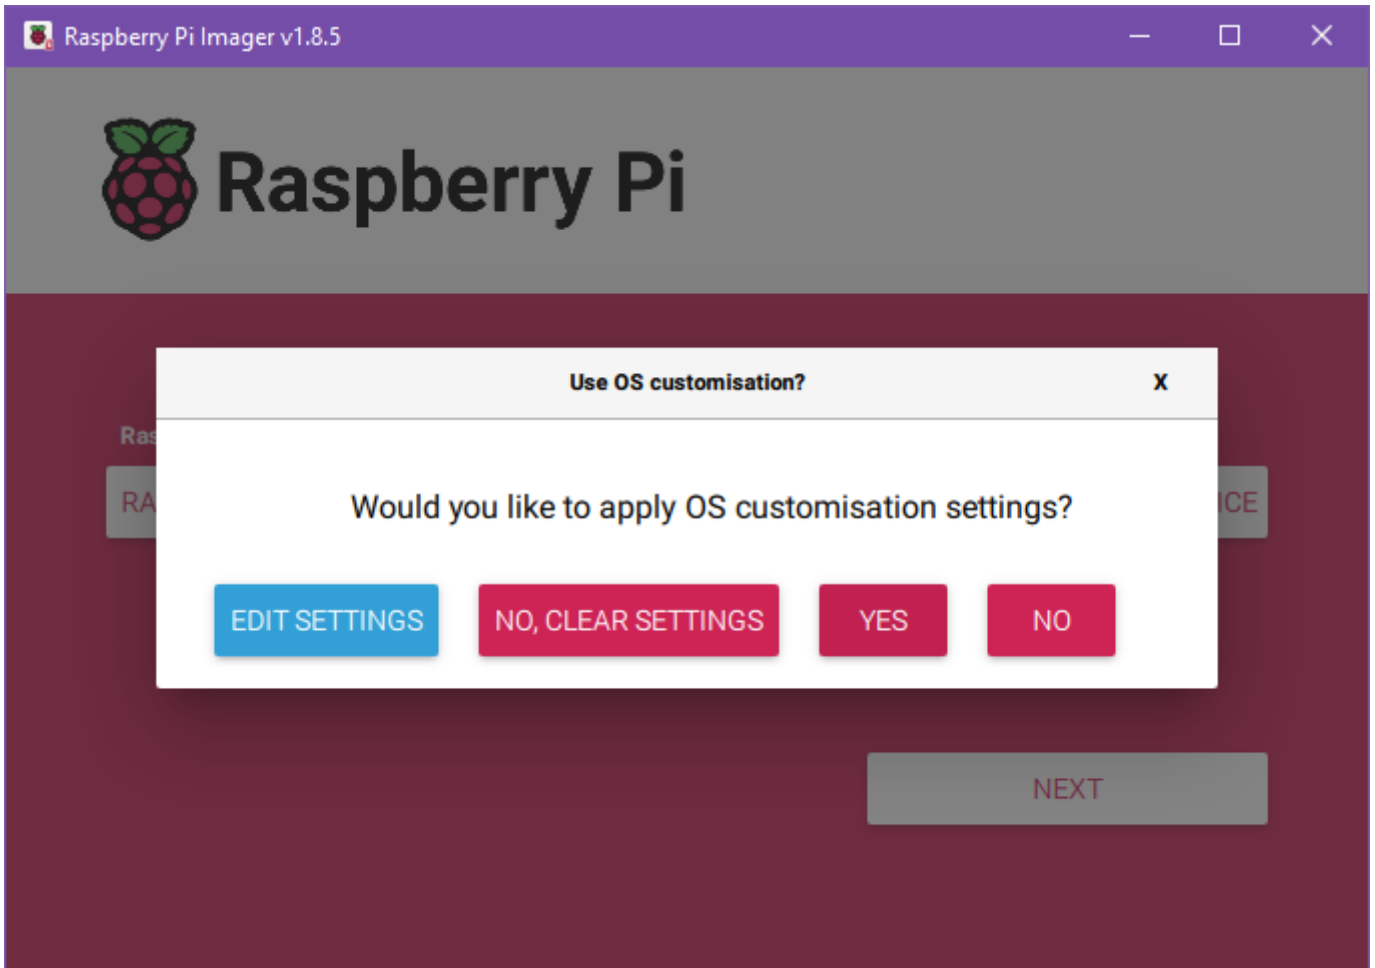 Raspberry Pi Imager v1.8.5
Raspberry Pi
Use OS customisation? X
Would you like to apply OS customisation settings?
EDIT SETTINGS NO, CLEAR SETTINGS YES NO
NEXT